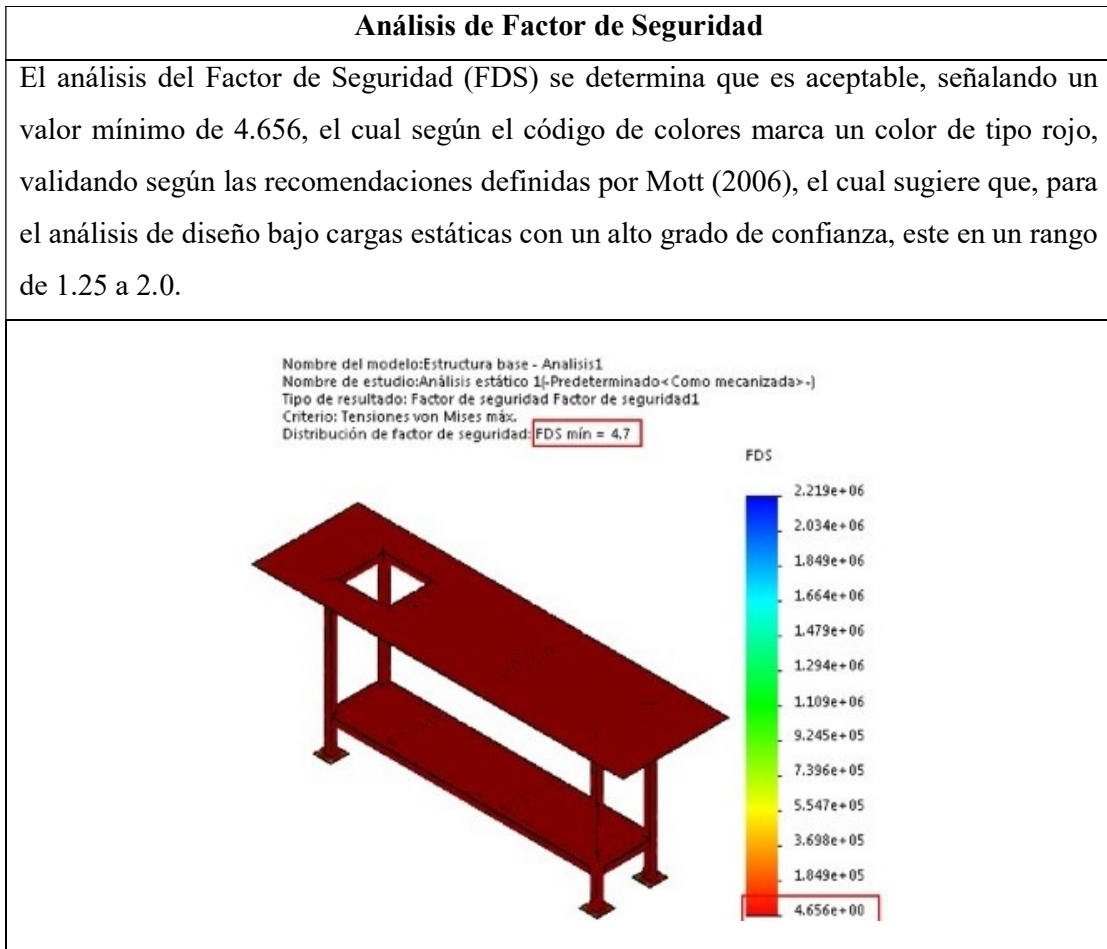 Análisis de Factor de Seguridad
El análisis del Factor de Seguridad (FDS) se determina que es aceptable, señalando un
valor mínimo de 4.656, el cual según el código de colores marca un color de tipo rojo,
validando según las recomendaciones definidas por Mott (2006), el cual sugiere que, para
el análisis de diseño bajo cargas estáticas con un alto grado de confianza, este en un rango
de 1.25 a 2.0.
Nombre del modelo:Estructura base - Analisis1
Nombre de estudio:Análisis estático 1(-Predeterminado<Como mecanizada>-)
Tipo de resultado: Factor de seguridad Factor de seguridad1
Criterio: Tensiones von Mises máx.
Distribución de factor de seguridad: FDS mín = 4.7
FDS
2.219e+06
2.034e+06
1.849e+06
1.664e+06
1.479e+06
1.294e+06
1.109e+06
9.245e+05
7.396e+05
5.547e+05
3.698e+05
1.849e+05
4.656e+00